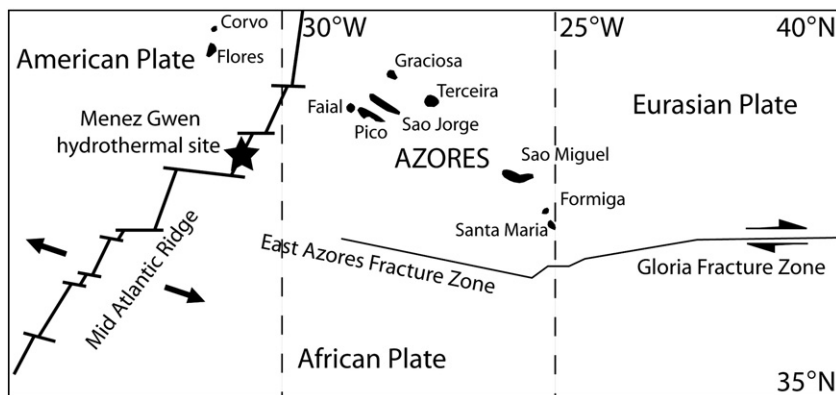 Corvo
30°W
25°W
40°N
American Plate
Flores
Graciosa
Terceira
Eurasian Plate
Menez Gwen
hydrothermal site
Faial
Sao Jorge
Pico
AZORES
Sao Miguel
Formiga
Santa Maria
Mid Atlantic Ridge
East Azores Fracture Zone
Gloria Fracture Zone
African Plate
35°N